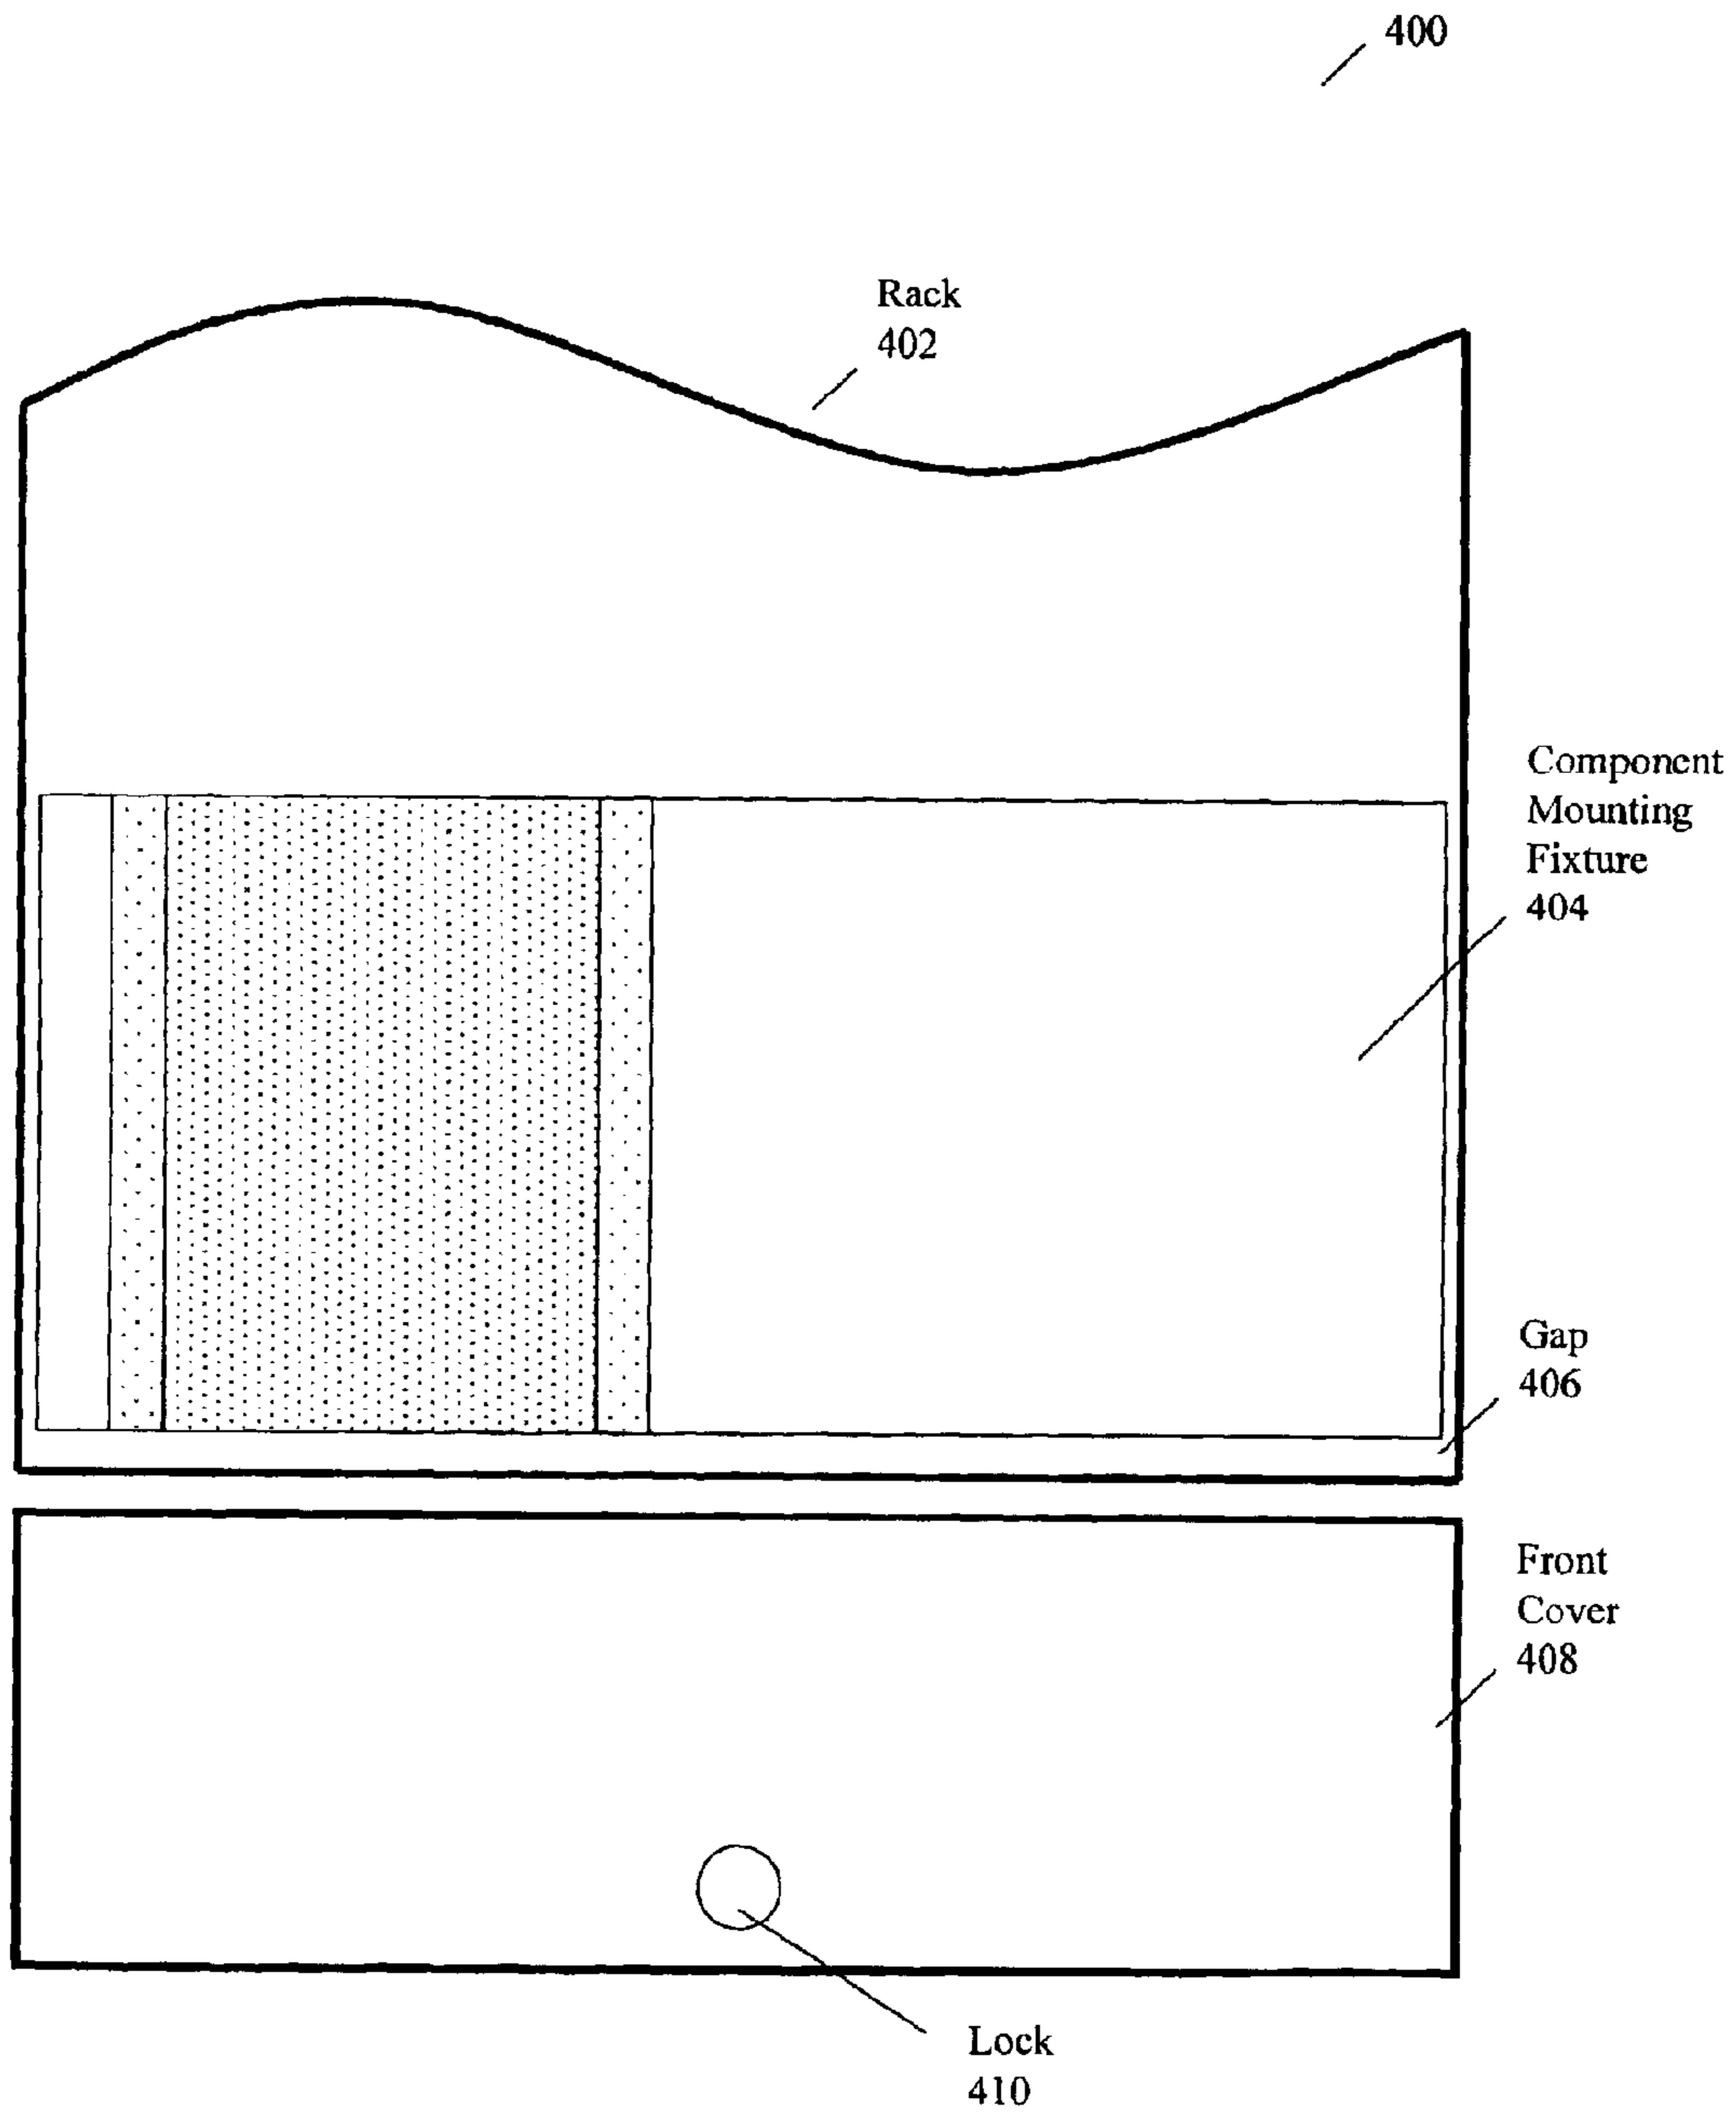 400
Rack
402
Component
Mounting
Fixture
404
Gap
406
Front
Cover
408
Lock
410